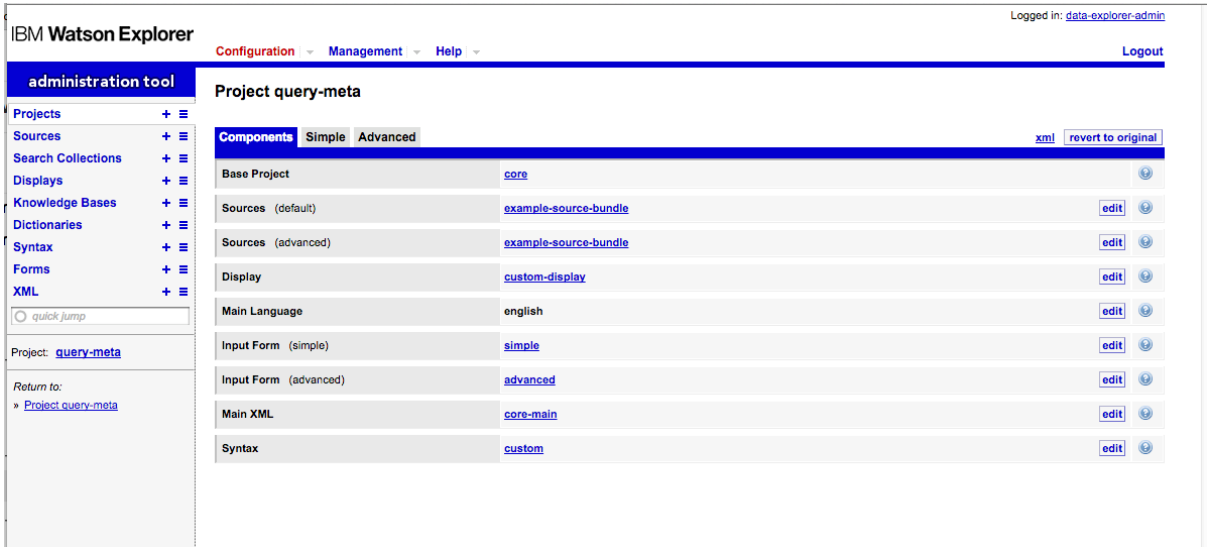 Logged in: data-explorer-admin
IBM Watson Explorer
Configuration Management Help Logout
administration tool
Projects
Sources
Search Collections
Displays
Knowledge Bases
Dictionaries
Syntax
Forms
XML
quick jump
Project: query-meta
Return to:
» Project query-meta
Project query-meta
Components Simple Advanced xml revert to original
Base Project core
Sources (default) example-source-bundle edit
Sources (advanced) example-source-bundle edit
Display custom-display edit
Main Language english edit
Input Form (simple) simple edit
Input Form (advanced) advanced edit
Main XML core-main edit
Syntax custom edit